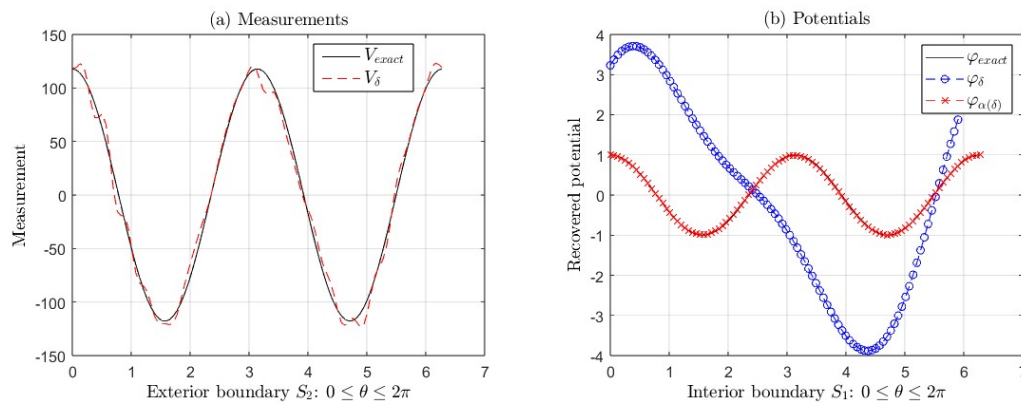 (a) Measurements
150
100
50
0
-50
-100
-150
Measurement
0 1 2 3 4 5 6 7
Exterior boundary S₂: 0 ≤ θ ≤ 2π
V_exact
V_δ
(b) Potentials
4
3
2
1
0
-1
-2
-3
-4
Recovered potential
0 1 2 3 4 5 6 7
Interior boundary S₁: 0 ≤ θ ≤ 2π
φ_exact
φ_δ
φ_α(δ)